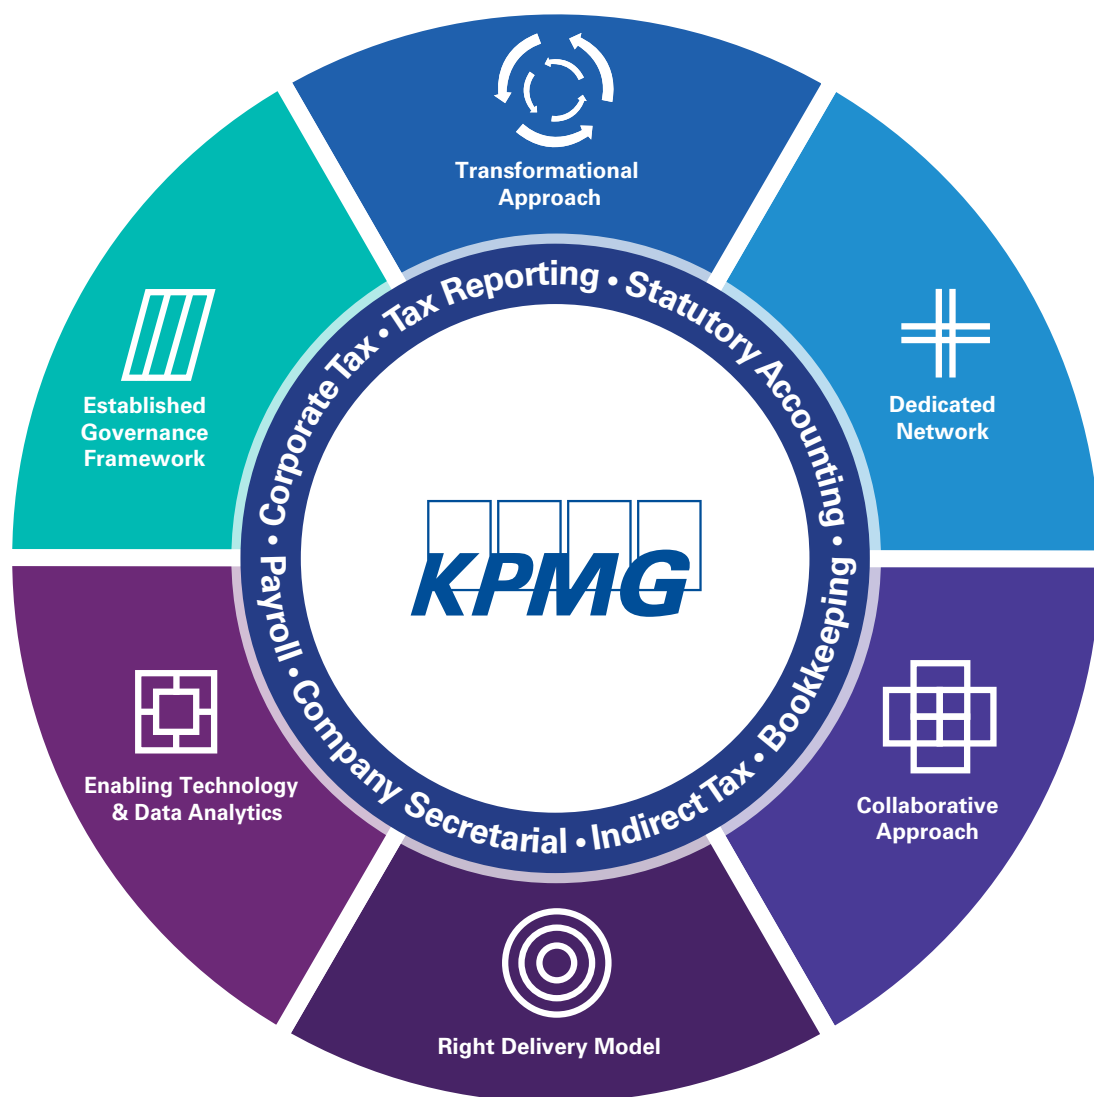 Transformational
Approach
Dedicated
Network
Collaborative
Approach
Right Delivery Model
Enabling Technology
& Data Analytics
Established
Governance
Framework
Corporate Tax • Tax Reporting • Statutory Accounting • Bookkeeping • Indirect Tax • Company Secretarial • Payroll •
KPMG